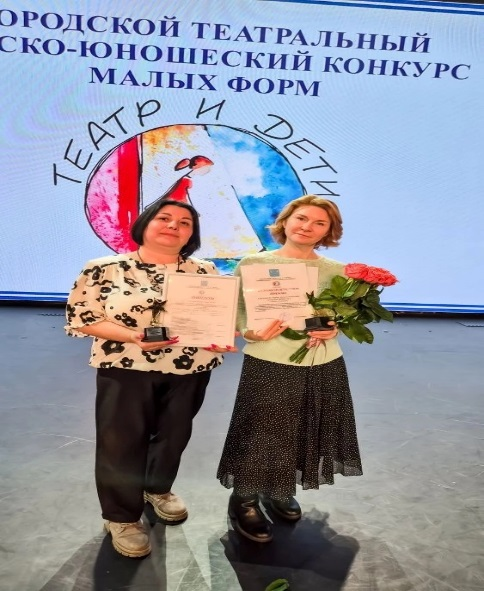 ОРОДСКОЙ ТЕАТРАЛЬНЫЙ
СКО-ЮНОШЕСКИЙ КОНКУРС
МАЛЫХ ФОРМ
ТЕАТР И ДЕТИ